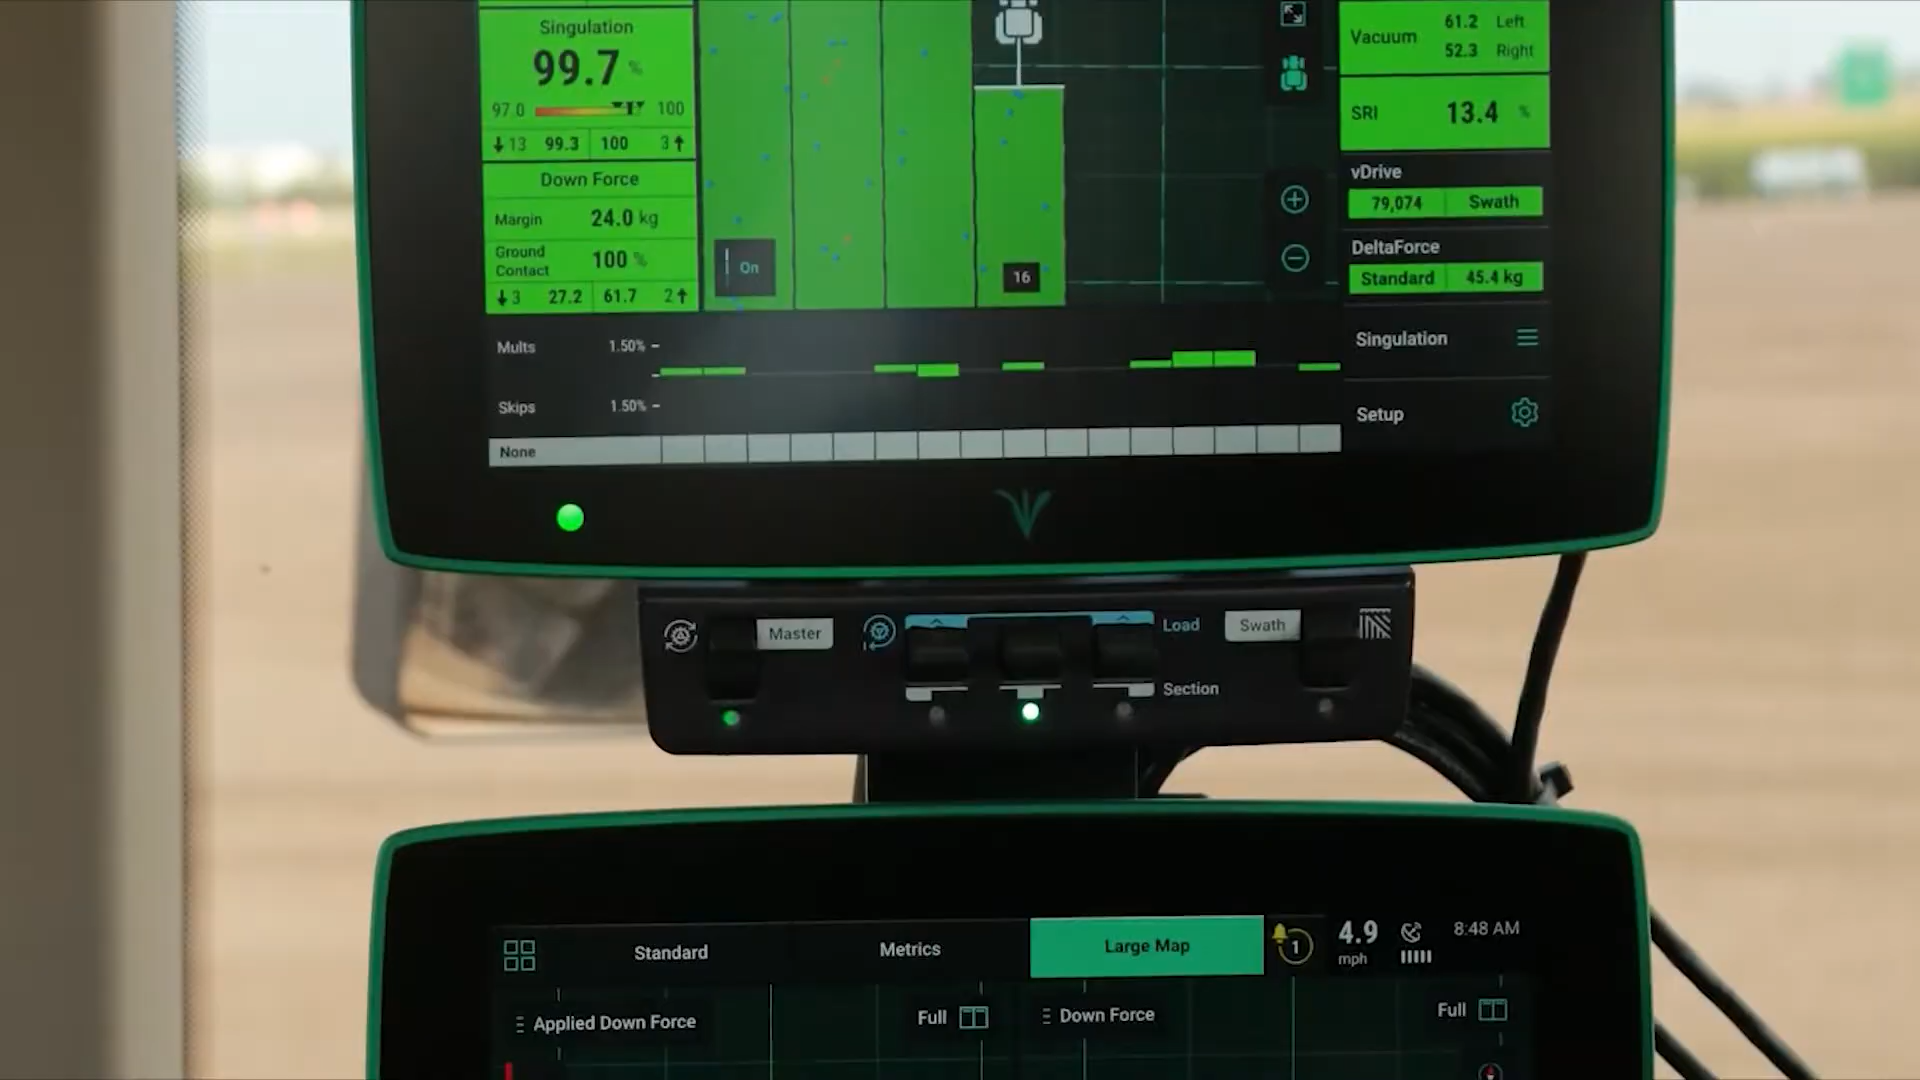 Singulation
99.7 %
97.0 100
13 99.3 100 3
Down Force
Margin 24.0 kg
Ground Contact 100 %
3 27.2 61.7 2
On
16
Vacuum 61.2 Left
52.3 Right
SRI 13.4 %
vDrive
79,074 Swath
DeltaForce
Standard 45.4 kg
Singulation
Setup
Mults 1.50%
Skips 1.50%
None
Master
Load
Section
Swath
Standard Metrics Large Map 1 4.9 mph 8:48 AM
Applied Down Force Full Down Force Full